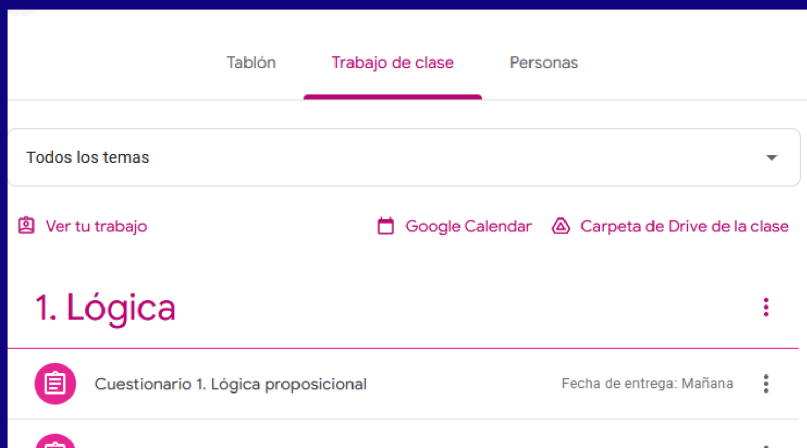 Tablón Trabajo de clase Personas
Todos los temas
Ver tu trabajo Google Calendar Carpeta de Drive de la clase
1. Lógica
Cuestionario 1. Lógica proposicional Fecha de entrega: Mañana